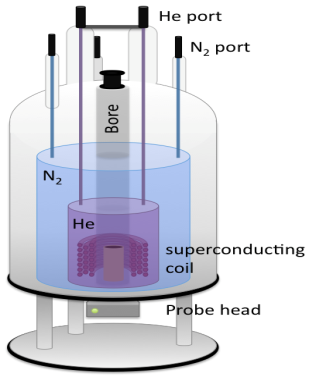 He port
N₂ port
Bore
N₂
He
superconducting
coil
Probe head